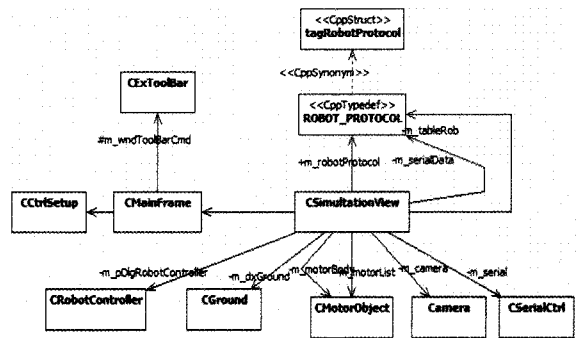 <<CppStruct>>
tagRobotProtocol
<<CppSynonym>>
CExToolBar
<<CppTypedef>>
ROBOT_PROTOCOL
-m_tableRob
#m_wndToolBarCmd
+m_robotProtocol
-m_serialData
CCtrlSetup
CMainFrame
CSimultationView
-m_pDlgRobotController
-m_dxGround
-m_motorBody
-m_motorList
-m_camera
-m_serial
CRobotController
CGround
CMotorObject
Camera
CSerialCtrl